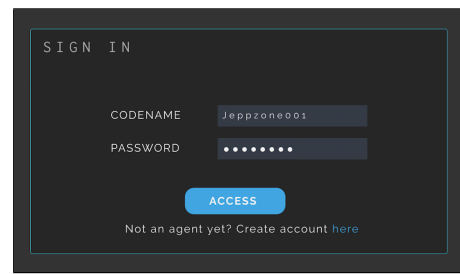 SIGN IN
CODENAME Jeppzone001
PASSWORD ••••••••
ACCESS
Not an agent yet? Create account here